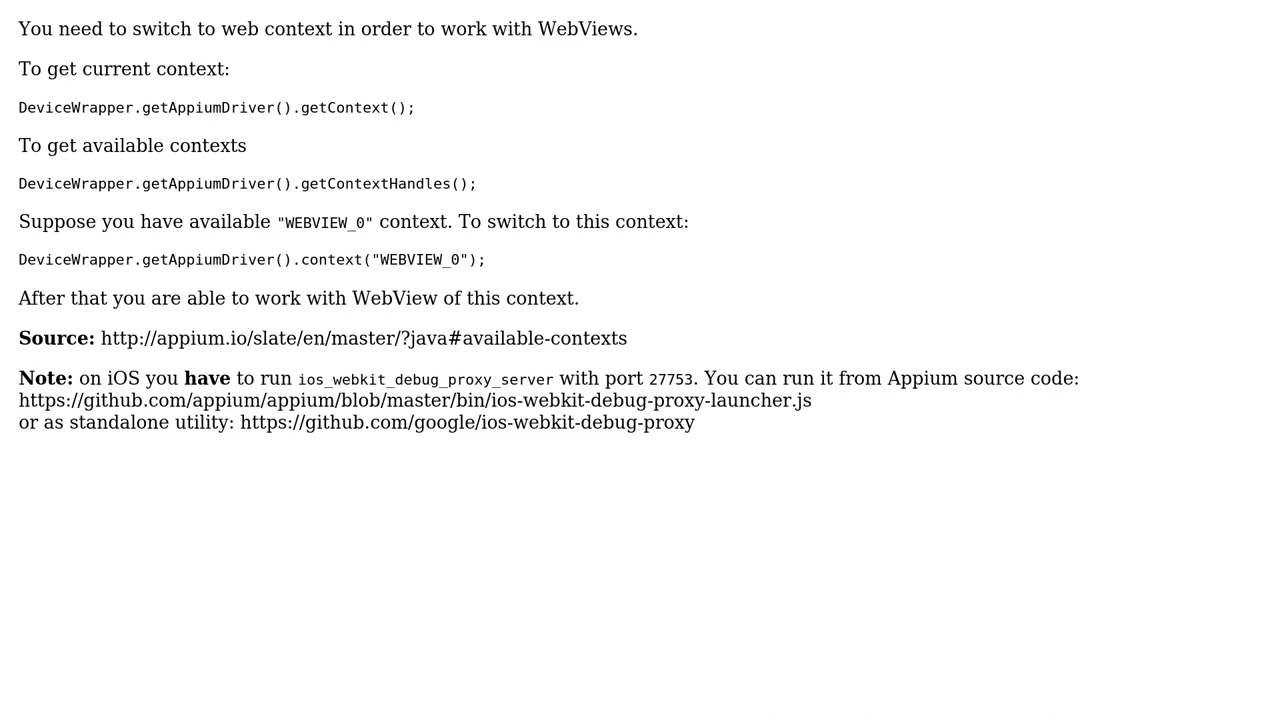 You need to switch to web context in order to work with WebViews.
To get current context:
DeviceWrapper.getAppiumDriver().getContext();
To get available contexts
DeviceWrapper.getAppiumDriver().getContextHandles();
Suppose you have available "WEBVIEW_0" context. To switch to this context:
DeviceWrapper.getAppiumDriver().context("WEBVIEW_0");
After that you are able to work with WebView of this context.
Source: http://appium.io/slate/en/master/?java#available-contexts
Note: on iOS you have to run ios_webkit_debug_proxy_server with port 27753. You can run it from Appium source code:
https://github.com/appium/appium/blob/master/bin/ios-webkit-debug-proxy-launcher.js
or as standalone utility: https://github.com/google/ios-webkit-debug-proxy